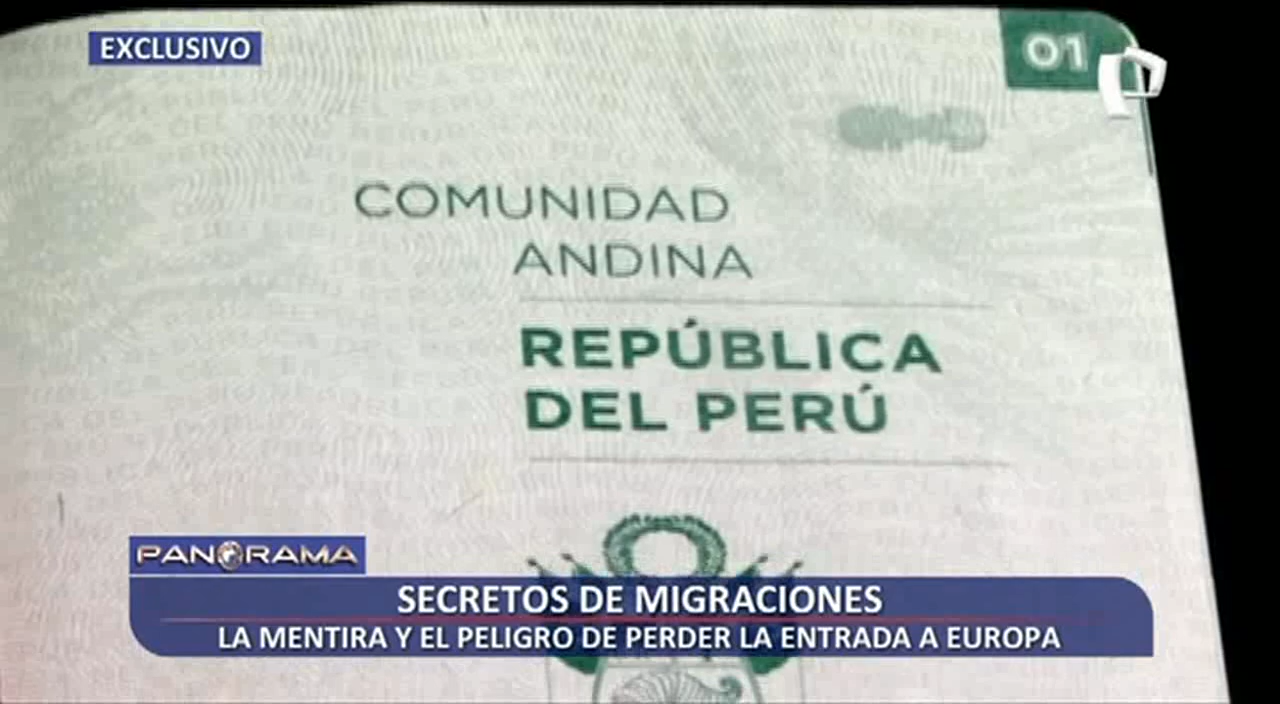 EXCLUSIVO
01
COMUNIDAD
ANDINA
REPÚBLICA
DEL PERÚ
PANORAMA
SECRETOS DE MIGRACIONES
LA MENTIRA Y EL PELIGRO DE PERDER LA ENTRADA A EUROPA